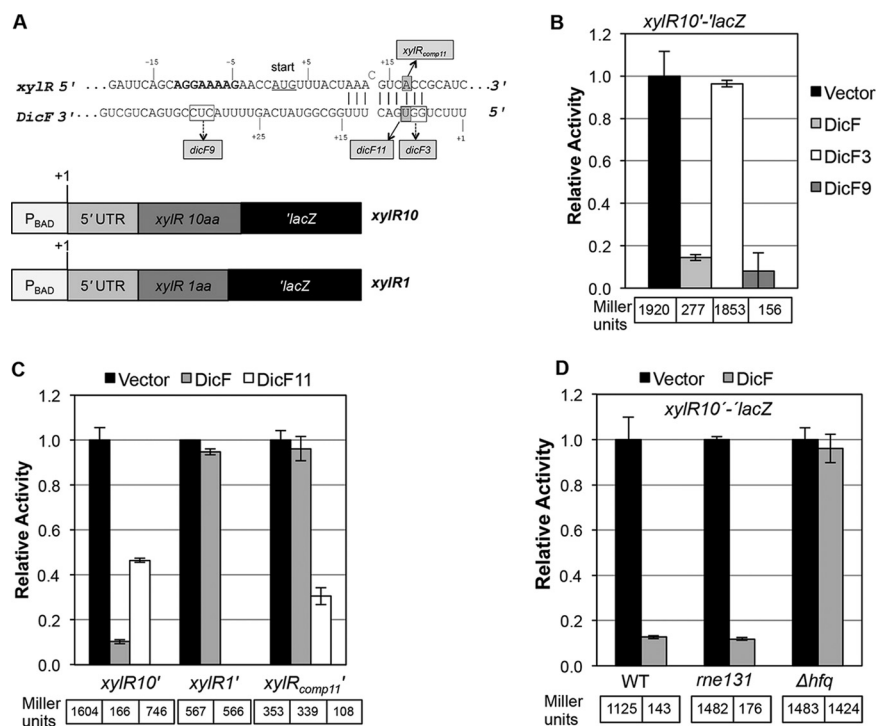 A
xylR comp11
−15 −5 start +5 C +15
xylR 5′ ...GATTCAGCAGGAAAAGAACCAUGUUUACUAAA GUCACCGCAUC...3′
DicF 3′ ...GUCGUCAGUGCCUCAUUUUGACUAUGGCGGUUU CAGUGGUCUUU 5′
+25 +15 +1
dicF9 dicF11 dicF3
+1
PBAD 5′ UTR xylR 10aa ′lacZ xylR10
+1
PBAD 5′ UTR xylR 1aa ′lacZ xylR1
B
xylR10'-'lacZ
Relative Activity
1.2
1.0
0.8
0.6
0.4
0.2
0.0
Vector
DicF
DicF3
DicF9
Miller units 1920 277 1853 156
C
Vector DicF DicF11
Relative Activity
1.2
1.0
0.8
0.6
0.4
0.2
0.0
xylR10' xylR1' xylRcomp11'
Miller units 1604 166 746 567 566 353 339 108
D
Vector DicF
xylR10´-´lacZ
Relative Activity
1.2
1.0
0.8
0.6
0.4
0.2
0.0
WT rne131 Δhfq
Miller units 1125 143 1482 176 1483 1424